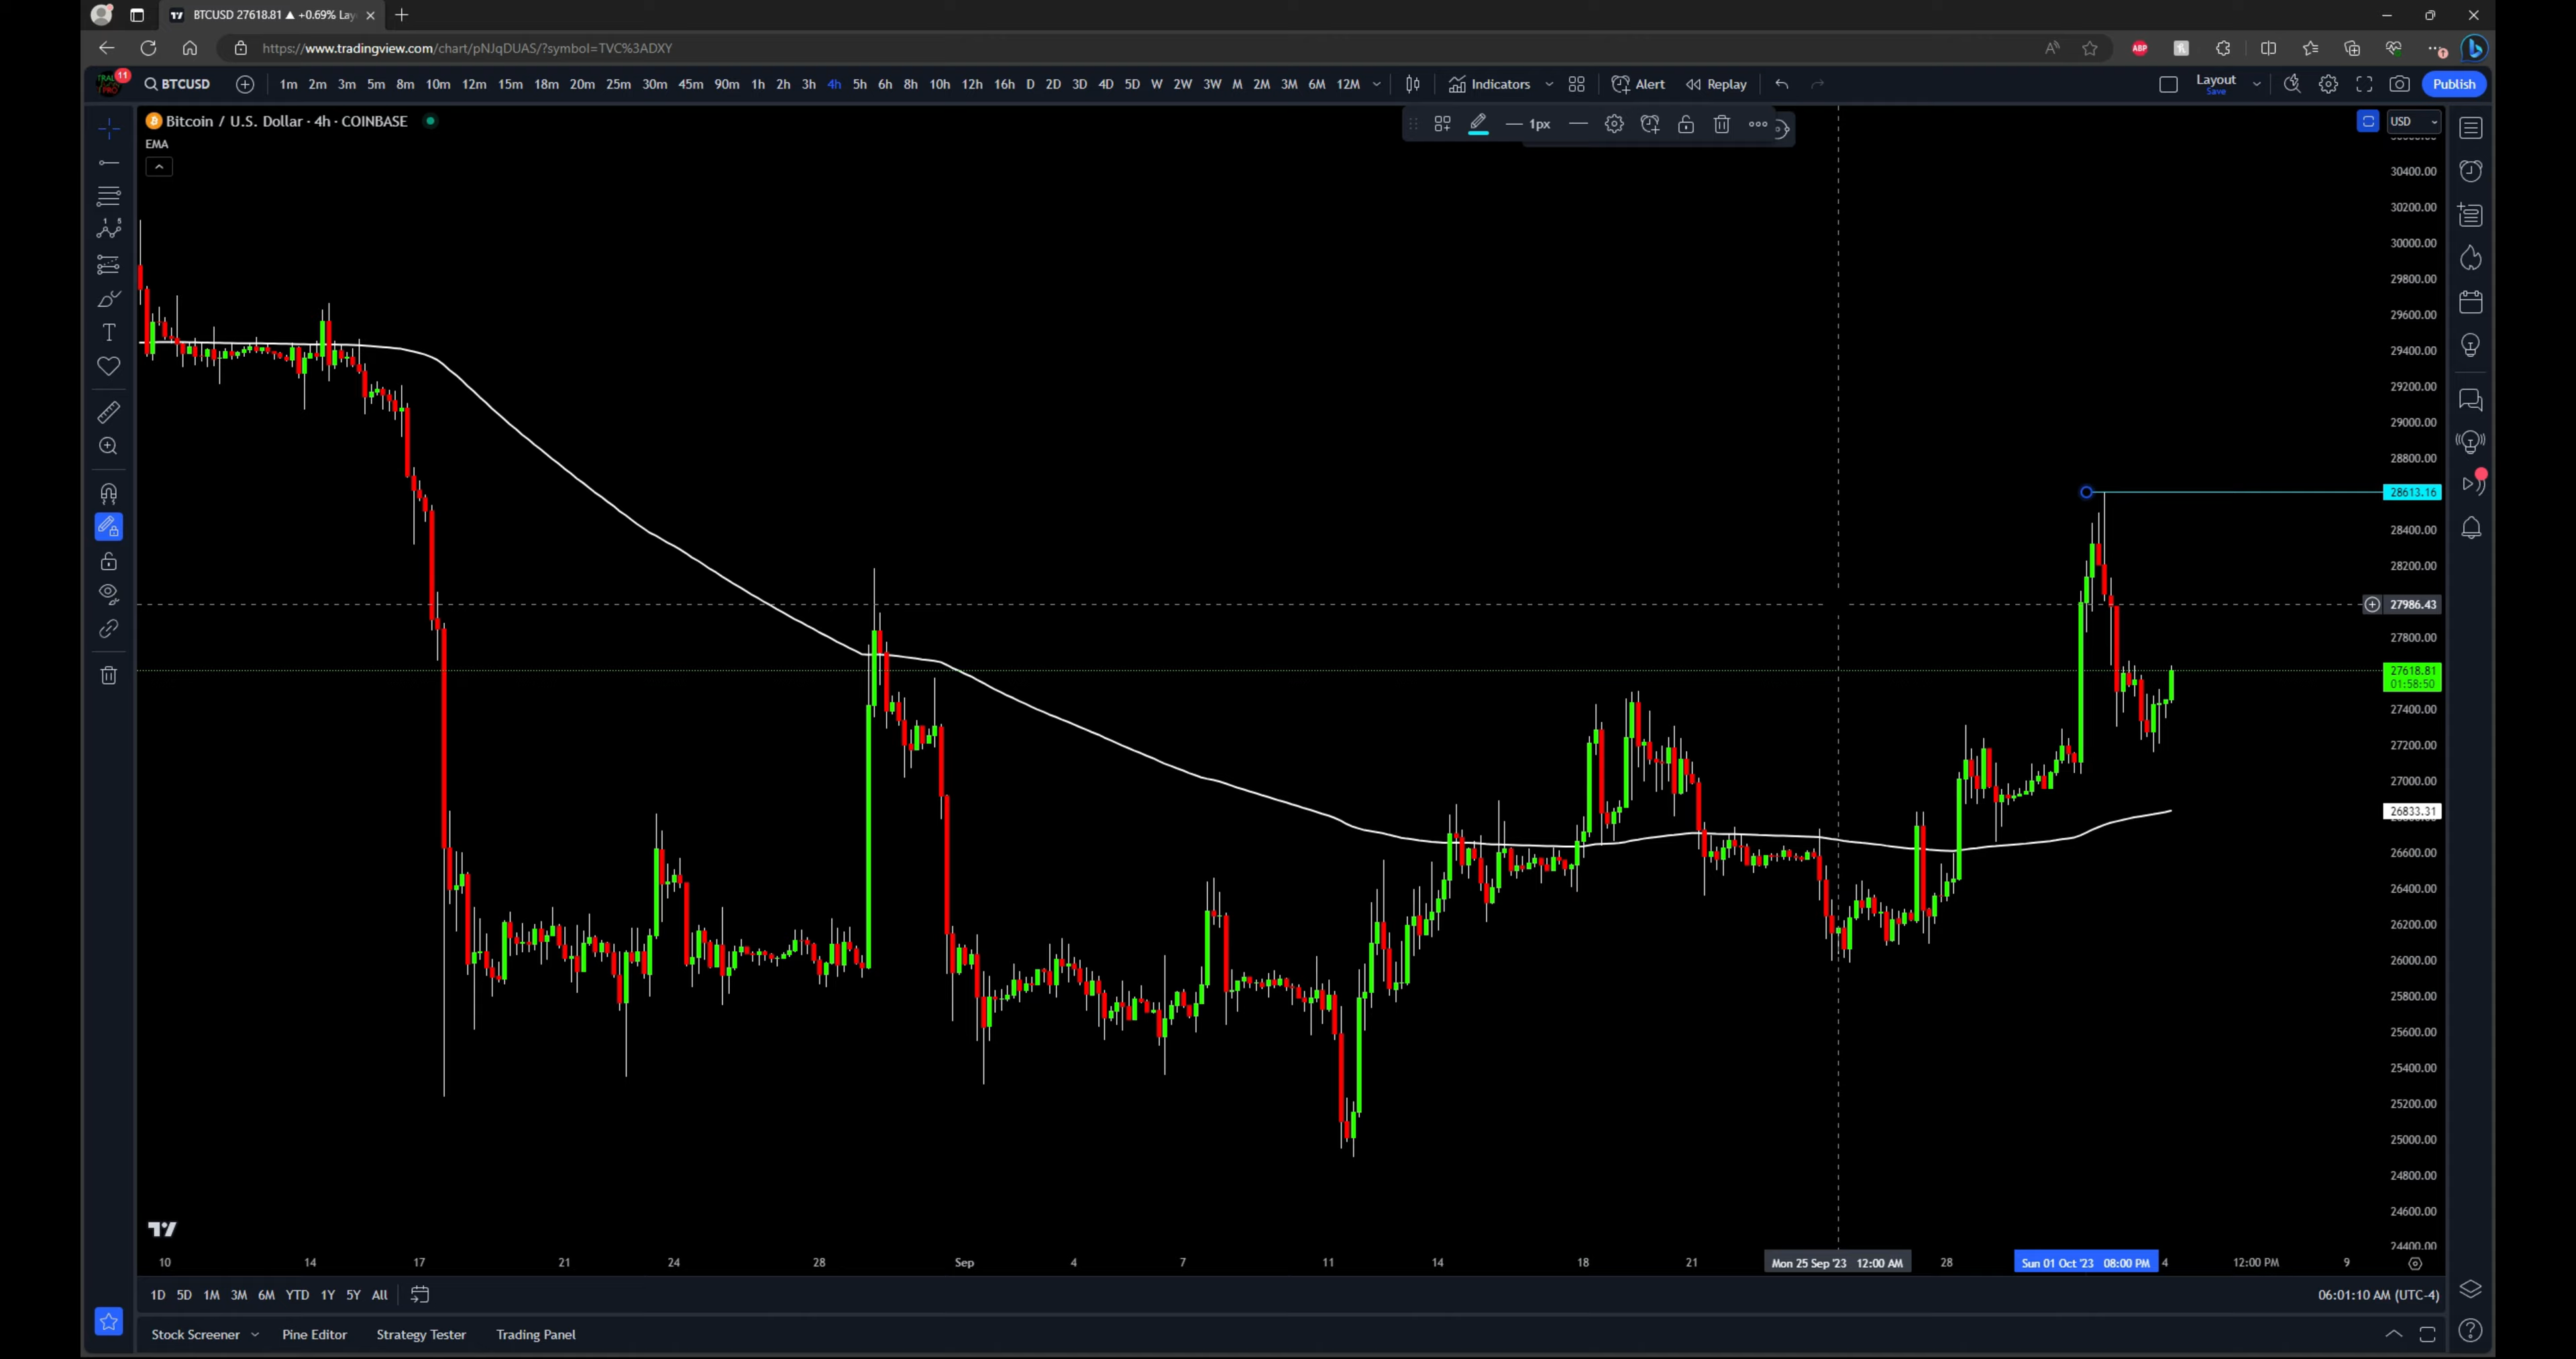 BTCUSD 27618.81 ▲ +0.69% Lay
https://www.tradingview.com/chart/pNJqDUAS/?symbol=TVC%3ADXY
ABP
11
BTCUSD 1m 2m 3m 5m 8m 10m 12m 15m 18m 20m 25m 30m 45m 90m 1h 2h 3h 4h 5h 6h 8h 10h 12h 16h D 2D 3D 4D 5D W 2W 3W M 2M 3M 6M 12M Indicators Alert Replay Layout Publish
Save
Bitcoin / U.S. Dollar · 4h · COINBASE
1px
USD
EMA
30400.00
30200.00
30000.00
29800.00
29600.00
29400.00
29200.00
29000.00
28800.00
28613.16
28400.00
28200.00
27986.43
27800.00
27618.81
01:58:50
27400.00
27200.00
27000.00
26833.31
26600.00
26400.00
26200.00
26000.00
25800.00
25600.00
25400.00
25200.00
25000.00
24800.00
24600.00
24400.00
10 14 17 21 24 28 Sep 4 7 11 14 18 21 Mon 25 Sep '23 12:00 AM 28 Sun 01 Oct '23 08:00 PM 4 12:00 PM 9
1D 5D 1M 3M 6M YTD 1Y 5Y All
06:01:10 AM (UTC-4)
Stock Screener Pine Editor Strategy Tester Trading Panel